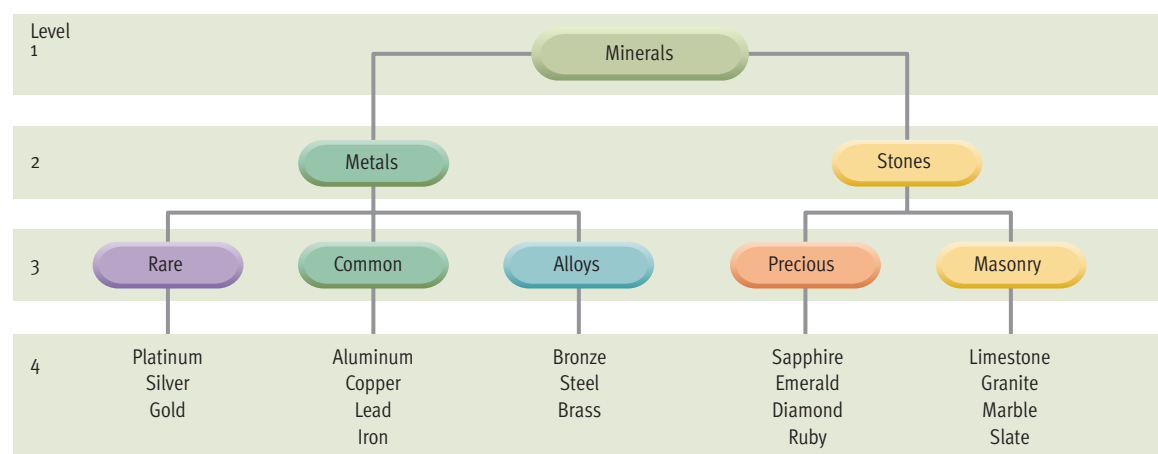 Level
1
Minerals
2
Metals
Stones
3
Rare
Common
Alloys
Precious
Masonry
4
Platinum
Silver
Gold
Aluminum
Copper
Lead
Iron
Bronze
Steel
Brass
Sapphire
Emerald
Diamond
Ruby
Limestone
Granite
Marble
Slate